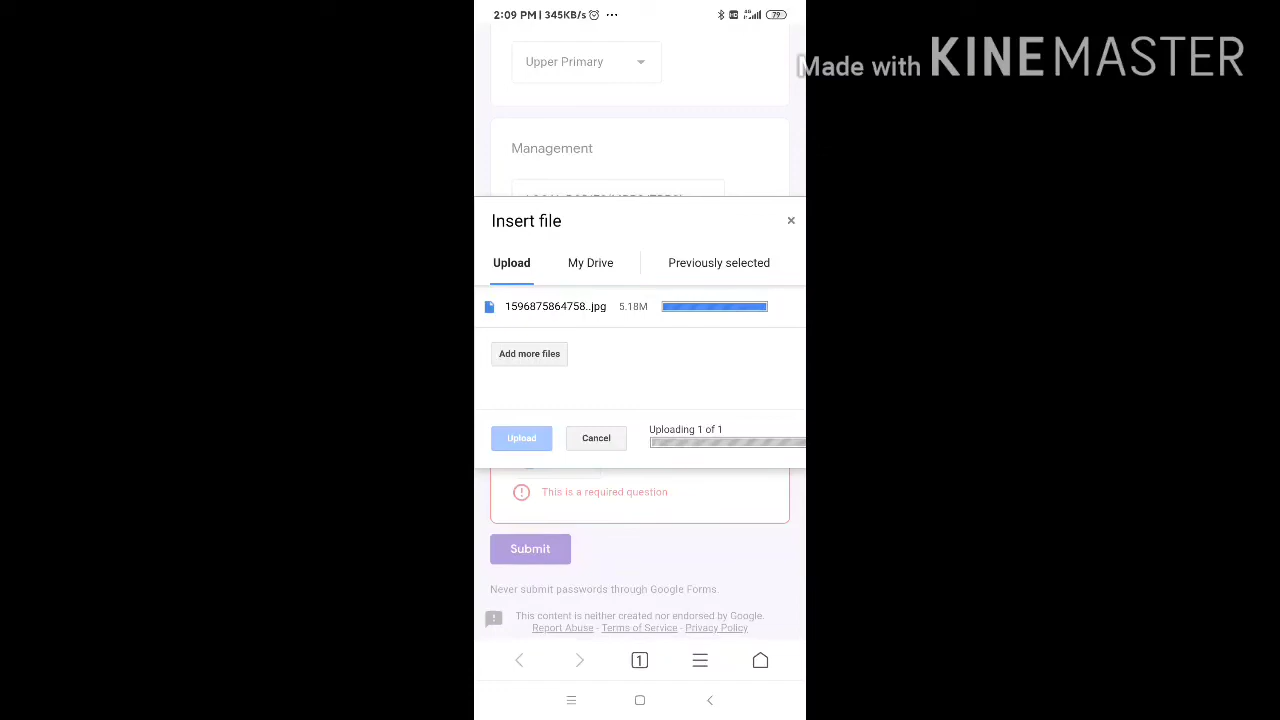 2:09 PM | 345KB/s ...
79
Made with KINEMASTER
Upper Primary
Management
Insert file
Upload
My Drive
Previously selected
1596875864758..jpg 5.18M
Add more files
Upload
Cancel
Uploading 1 of 1
This is a required question
Submit
Never submit passwords through Google Forms.
This content is neither created nor endorsed by Google.
Report Abuse - Terms of Service - Privacy Policy
1